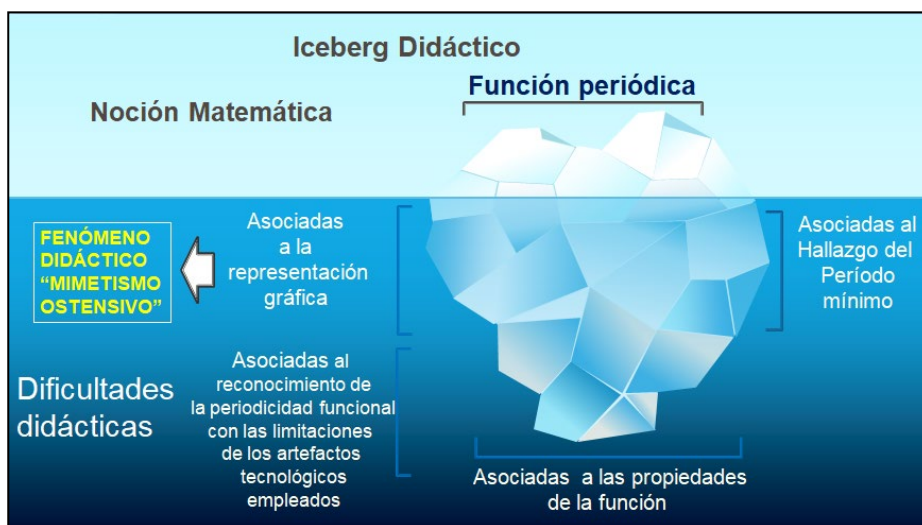 Iceberg Didáctico
Función periódica
Noción Matemática
FENÓMENO
DIDÁCTICO
“MIMETISMO
OSTENSIVO”
Asociadas
a la
representación
gráfica
Asociadas al
Hallazgo del
Período
mínimo
Dificultades
didácticas
Asociadas al
reconocimiento de
la periodicidad funcional
con las limitaciones
de los artefactos
tecnológicos
empleados
Asociadas a las propiedades
de la función